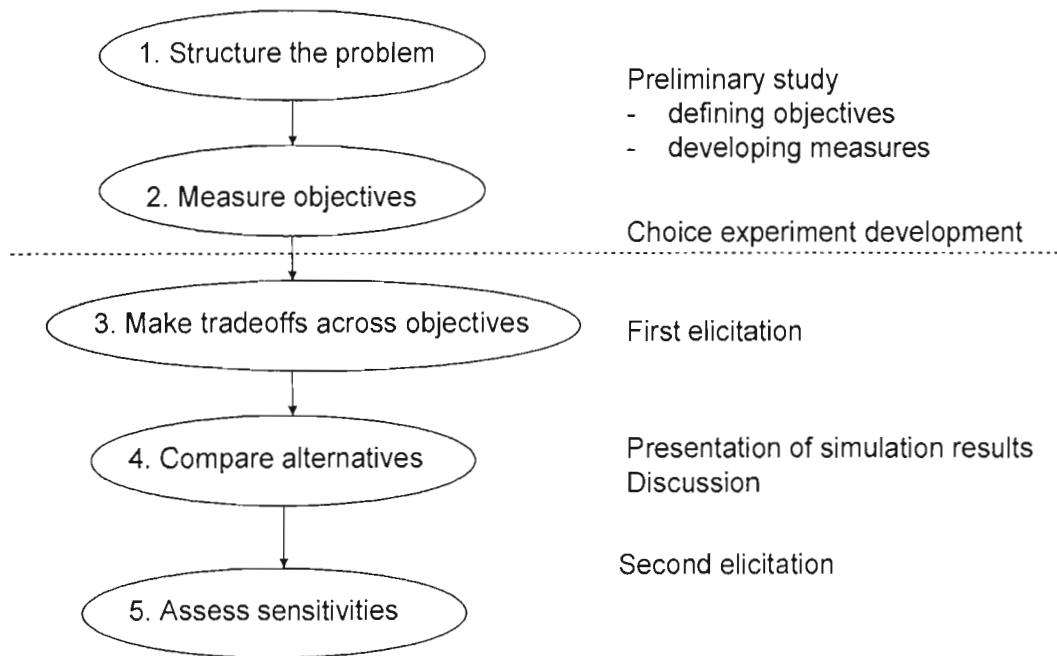 1. Structure the problem
Preliminary study
- defining objectives
- developing measures
2. Measure objectives
Choice experiment development
3. Make tradeoffs across objectives
First elicitation
4. Compare alternatives
Presentation of simulation results
Discussion
Second elicitation
5. Assess sensitivities